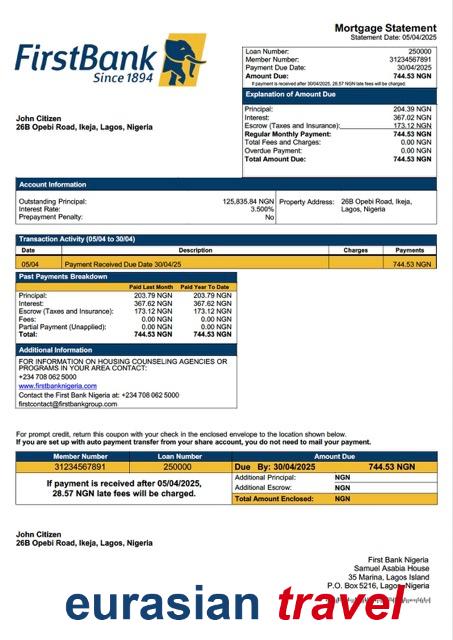 FirstBank
Since 1894
Mortgage Statement
Statement Date: 05/04/2025
Loan Number: 250000
Member Number: 31234567891
Payment Due Date: 30/04/2025
Amount Due: 744.53 NGN
If payment is received after 30/04/2025, 28.57 NGN late fees will be charged.
Explanation of Amount Due
Principal: 204.39 NGN
Interest: 367.02 NGN
Escrow (Taxes and Insurance): 173.12 NGN
Regular Monthly Payment: 744.53 NGN
Total Fees and Charges: 0.00 NGN
Overdue Payment: 0.00 NGN
Total Amount Due: 744.53 NGN
John Citizen
26B Opebi Road, Ikeja, Lagos, Nigeria
Account Information
Outstanding Principal: 125,835.84 NGN
Interest Rate: 3.500%
Prepayment Penalty: No
Property Address: 26B Opebi Road, Ikeja,
Lagos, Nigeria
Transaction Activity (05/04 to 30/04)
Date Description Charges Payments
05/04 Payment Received Due Date 30/04/25 744.53 NGN
Past Payments Breakdown
Paid Last Month Paid Year To Date
Principal: 203.79 NGN 203.79 NGN
Interest: 367.62 NGN 367.62 NGN
Escrow (Taxes and Insurance): 173.12 NGN 173.12 NGN
Fees: 0.00 NGN 0.00 NGN
Partial Payment (Unapplied): 0.00 NGN 0.00 NGN
Total: 744.53 NGN 744.53 NGN
Additional Information
FOR INFORMATION ON HOUSING COUNSELING AGENCIES OR
PROGRAMS IN YOUR AREA CONTACT:
+234 708 062 5000
www.firstbanknigeria.com
Contact the First Bank Nigeria at: +234 708 062 5000
firstcontact@firstbankgroup.com
For prompt credit, return this coupon with your check in the enclosed envelope to the location shown below.
If you are set up with auto payment transfer from your share account, you do not need to mail your payment.
Member Number Loan Number Amount Due
31234567891 250000 Due By: 30/04/2025 744.53 NGN
If payment is received after 05/04/2025,
28.57 NGN late fees will be charged.
Additional Principal: NGN
Additional Escrow: NGN
Total Amount Enclosed: NGN
John Citizen
26B Opebi Road, Ikeja, Lagos, Nigeria
First Bank Nigeria
Samuel Asabia House
35 Marina, Lagos Island
P.O. Box 5216, Lagos, Nigeria
eurasian travel